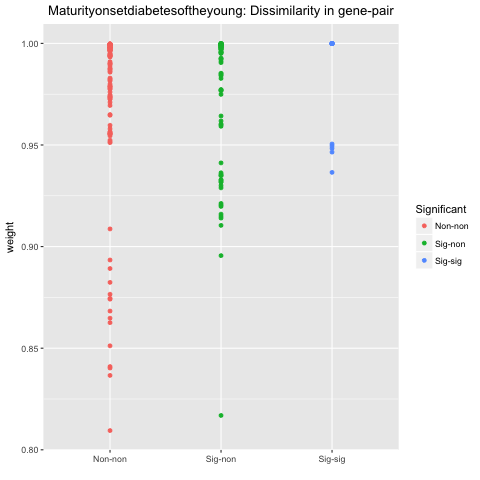 Maturityonsetdiabetesoftheyoung: Dissimilarity in gene-pair
weight
1.00
0.95
0.90
0.85
0.80
Non-non
Sig-non
Sig-sig
Significant
Non-non
Sig-non
Sig-sig